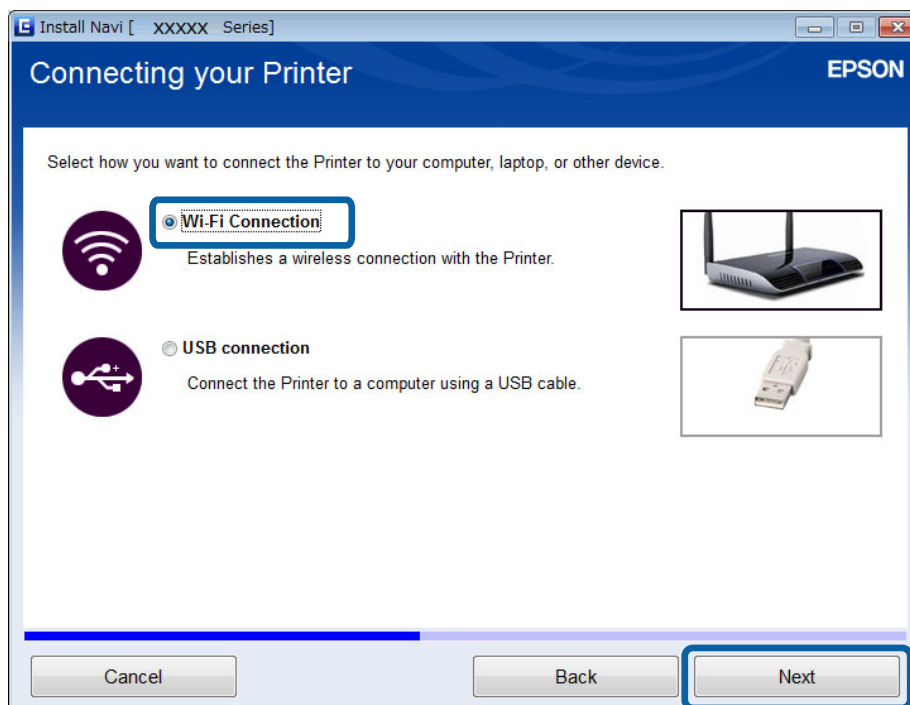 Install Navi [ XXXXX Series]
Connecting your Printer
EPSON
Select how you want to connect the Printer to your computer, laptop, or other device.
Wi-Fi Connection
Establishes a wireless connection with the Printer.
USB connection
Connect the Printer to a computer using a USB cable.
Cancel
Back
Next